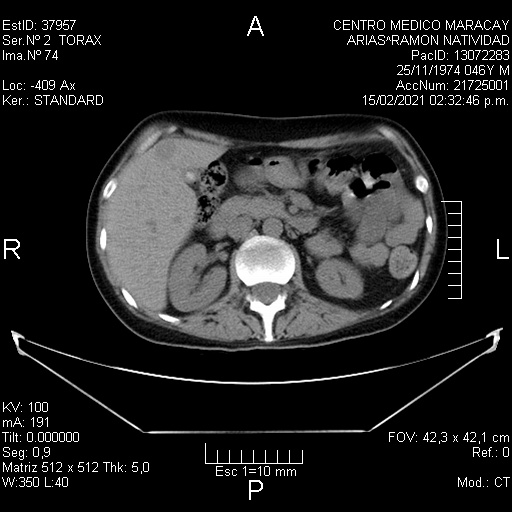 EstID: 37957
Ser.Nº 2 TORAX
Ima.Nº 74
Loc: -409 Ax
Ker.: STANDARD
A
CENTRO MEDICO MARACAY
ARIAS^RAMON NATIVIDAD
PacID: 13072283
25/11/1974 046Y M
AccNum: 21725001
15/02/2021 02:32:46 p.m.
R
L
KV: 100
mA: 191
Tilt: 0.000000
Seg: 0,9
Matriz 512 x 512 Thk: 5,0
W:350 L:40
Esc 1=10 mm
P
FOV: 42,3 x 42,1 cm
Ref.: 0
Mod.: CT